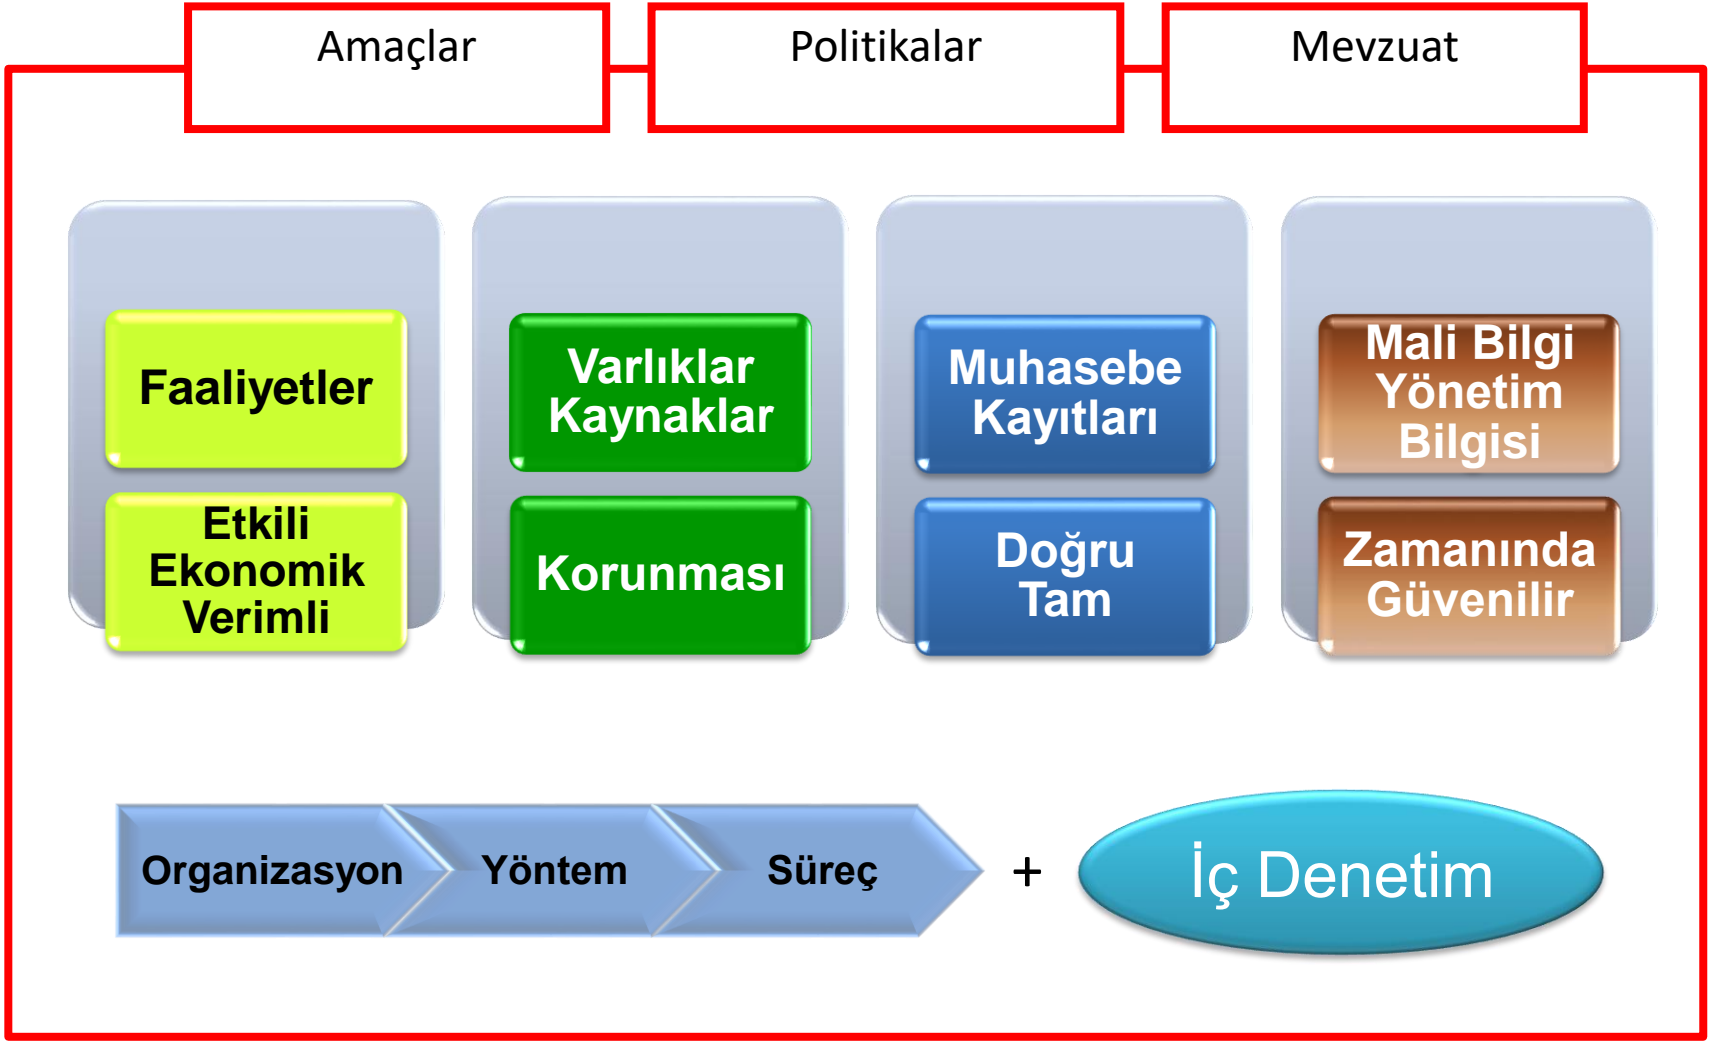 Amaçlar
Politikalar
Mevzuat
Faaliyetler
Etkili
Ekonomik
Verimli
Varlıklar
Kaynaklar
Korunması
Muhasebe
Kayıtları
Doğru
Tam
Mali Bilgi
Yönetim
Bilgisi
Zamanında
Güvenilir
Organizasyon
Yöntem
Süreç
+
İç Denetim